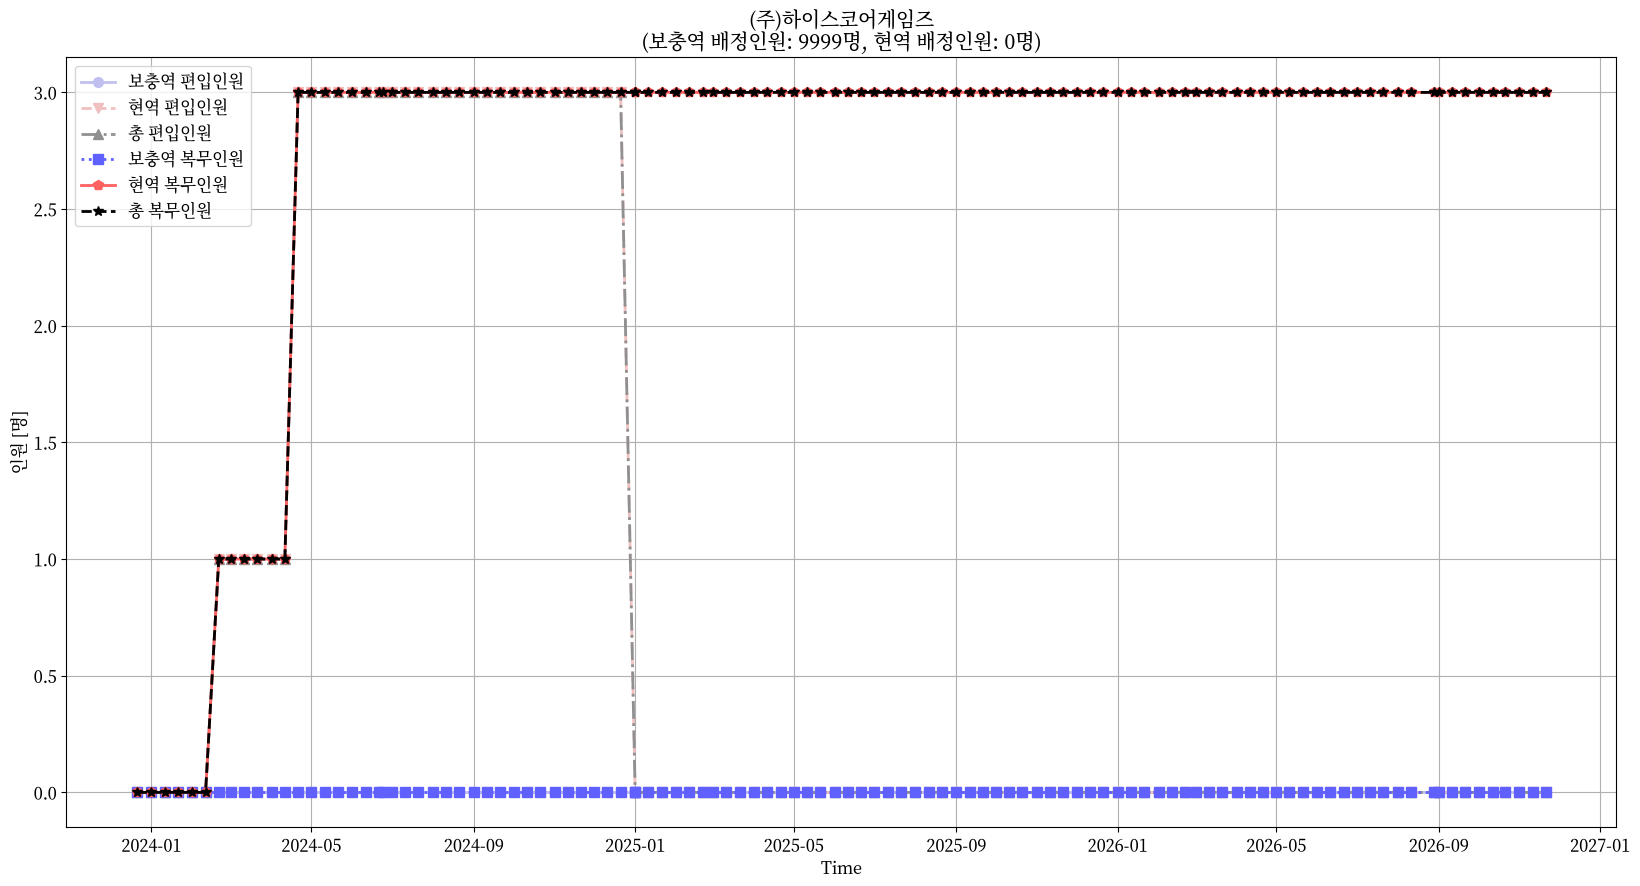 (주)하이스코어게임즈
(보충역 배정인원: 9999명, 현역 배정인원: 0명)
보충역 편입인원
현역 편입인원
총 편입인원
보충역 복무인원
현역 복무인원
총 복무인원
인원 [명]
3.0
2.5
2.0
1.5
1.0
0.5
0.0
2024-01 2024-05 2024-09 2025-01 2025-05 2025-09 2026-01 2026-05 2026-09 2027-01
Time